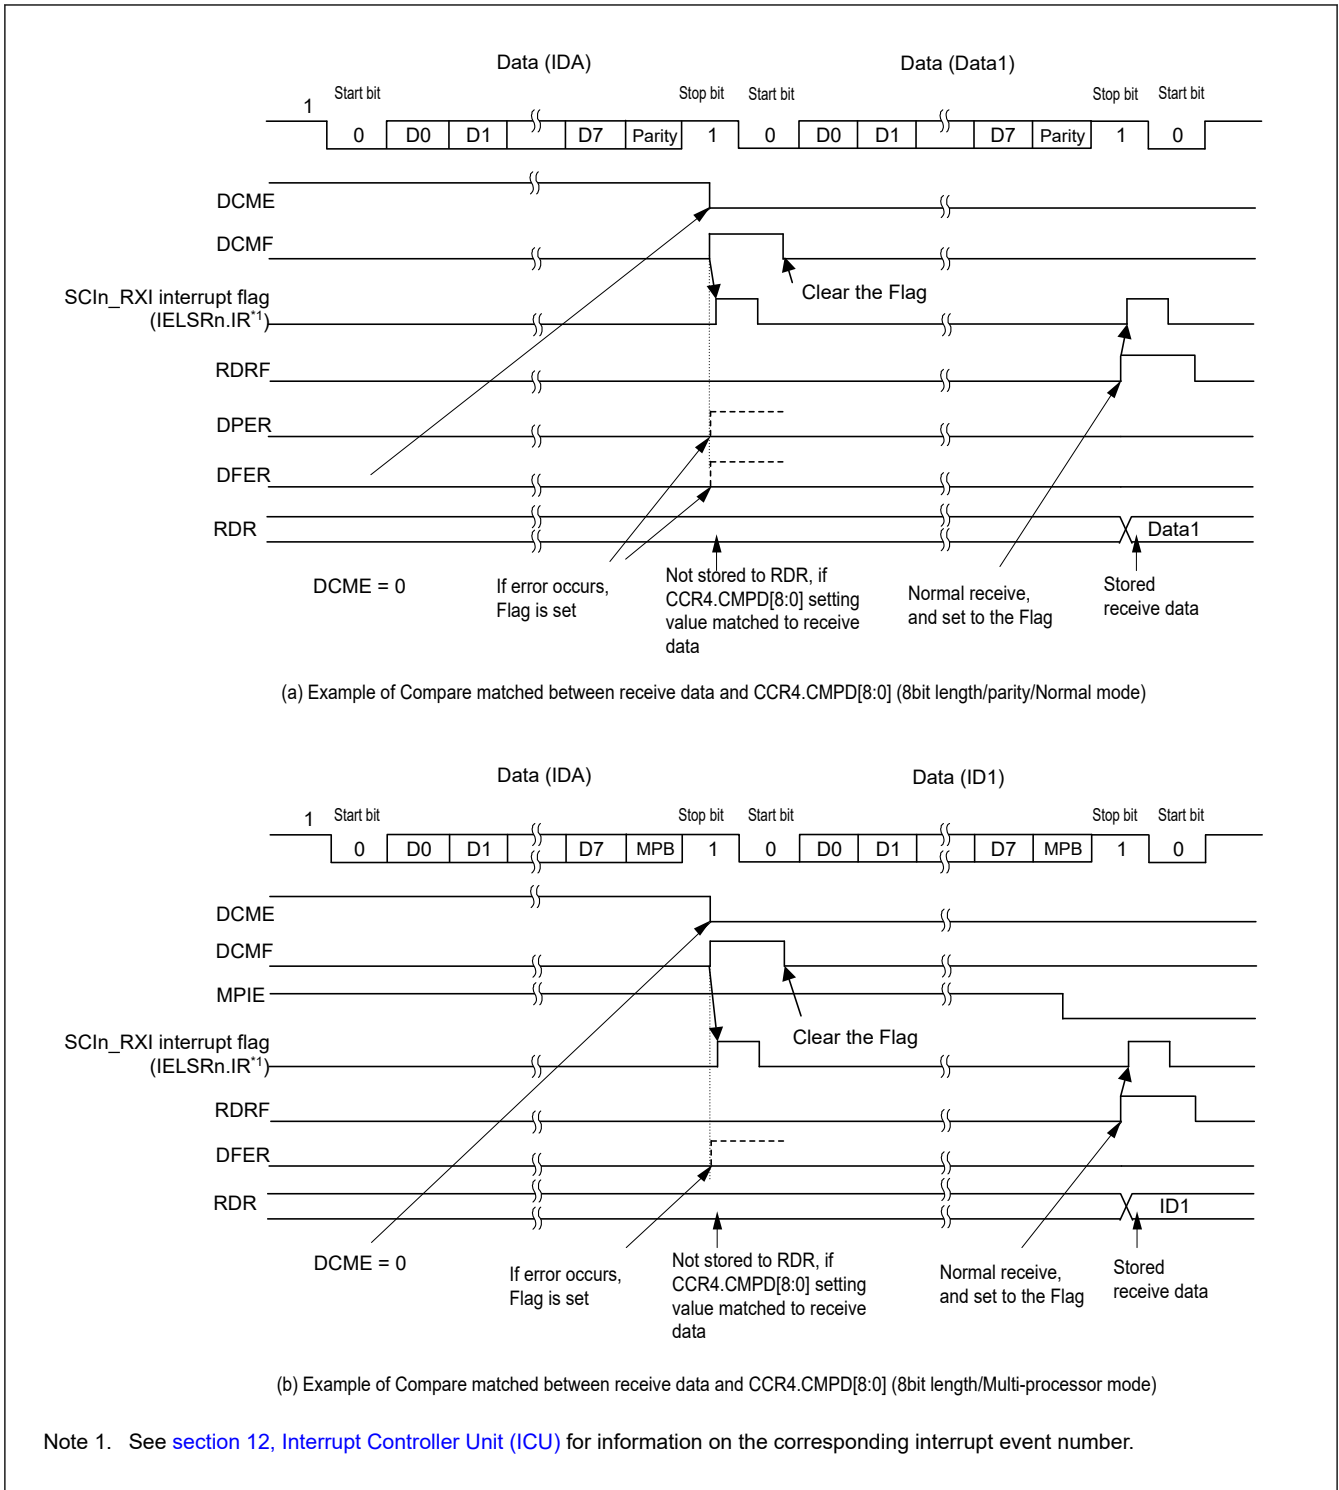 Data (IDA) Data (Data1)
Start bit Stop bit Start bit Stop bit Start bit
1
0 D0 D1 D7 Parity 1 0 D0 D1 D7 Parity 1 0
DCME
DCMF
Clear the Flag
SCIn_RXI interrupt flag
(IELSRn.IR*1)
RDRF
DPER
DFER
RDR
Data1
DCME = 0
If error occurs,
Flag is set
Not stored to RDR, if
CCR4.CMPD[8:0] setting
value matched to receive
data
Normal receive,
and set to the Flag
Stored
receive data
(a) Example of Compare matched between receive data and CCR4.CMPD[8:0] (8bit length/parity/Normal mode)
Data (IDA) Data (ID1)
Start bit Stop bit Start bit Stop bit Start bit
1
0 D0 D1 D7 MPB 1 0 D0 D1 D7 MPB 1 0
DCME
DCMF
MPIE
Clear the Flag
SCIn_RXI interrupt flag
(IELSRn.IR*1)
RDRF
DFER
RDR
ID1
DCME = 0
If error occurs,
Flag is set
Not stored to RDR, if
CCR4.CMPD[8:0] setting
value matched to receive
data
Normal receive,
and set to the Flag
Stored
receive data
(b) Example of Compare matched between receive data and CCR4.CMPD[8:0] (8bit length/Multi-processor mode)
Note 1. See section 12, Interrupt Controller Unit (ICU) for information on the corresponding interrupt event number.